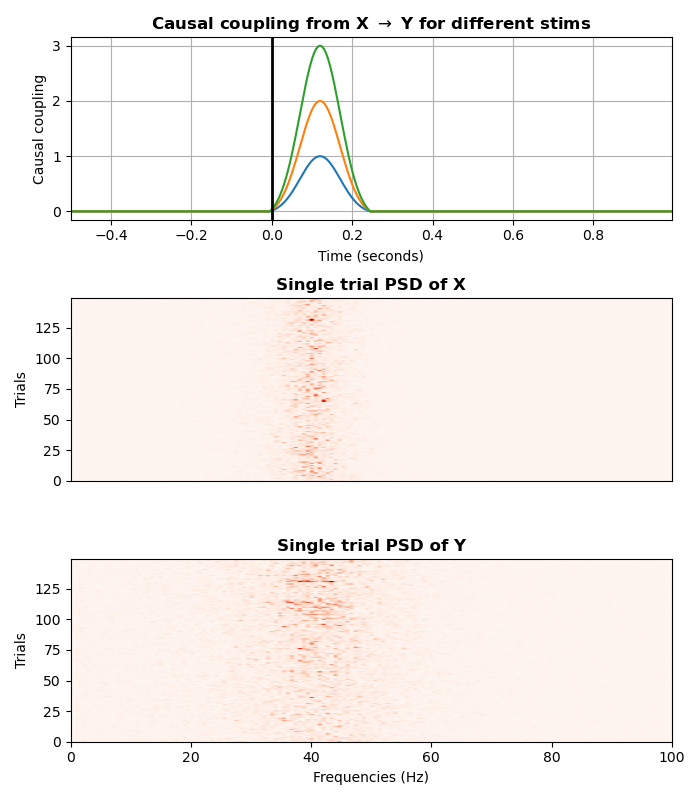 Causal coupling from X → Y for different stims
Causal coupling
3
2
1
0
−0.4 −0.2 0.0 0.2 0.4 0.6 0.8
Time (seconds)
Single trial PSD of X
Trials
125
100
75
50
25
0
Single trial PSD of Y
Trials
125
100
75
50
25
0
0 20 40 60 80 100
Frequencies (Hz)